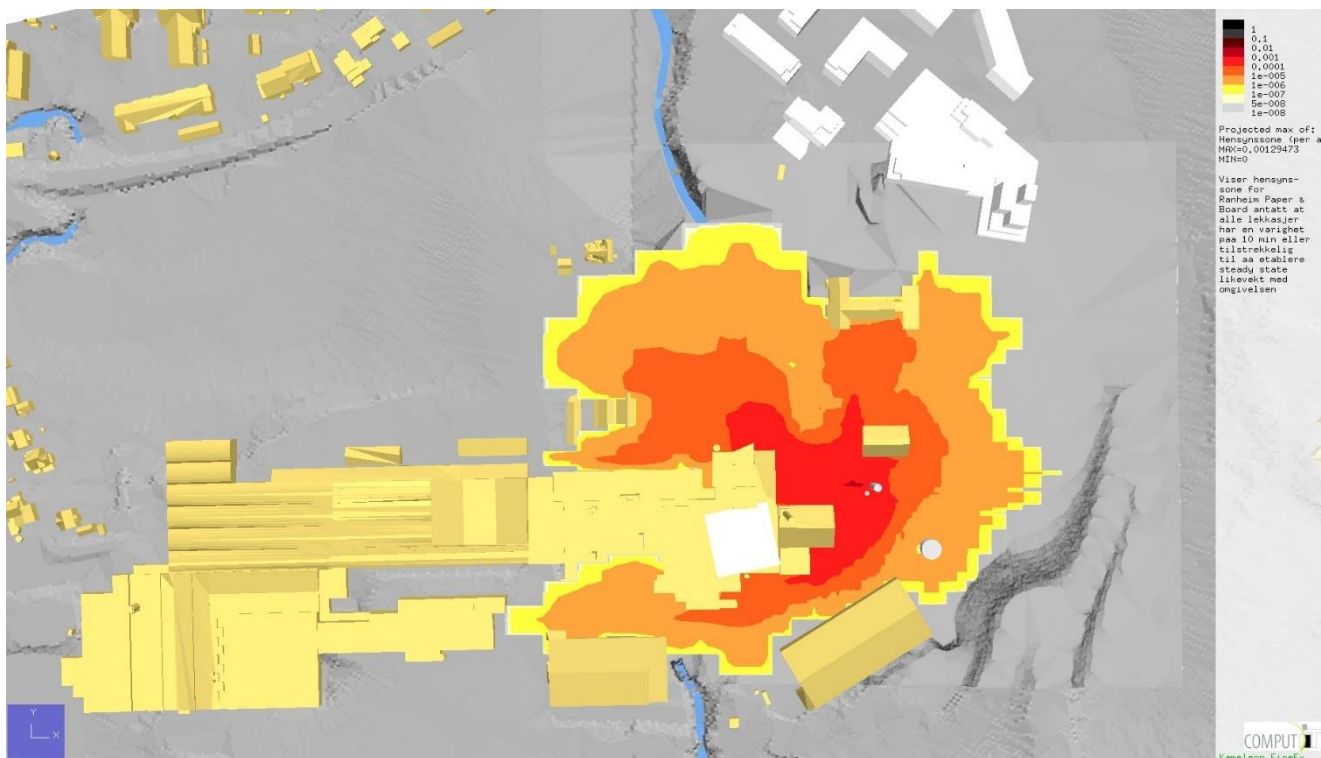 1
0.1
0.01
0.001
0.0001
1e-005
1e-006
1e-007
5e-008
1e-008
Projected max of:
Hensynssone (per a
MAX=0.00129473
MIN=0
Viser hensyns-
sone for
Ranheim Paper &
Board antatt at
alle lekkasjer
har en varighet
paa 10 min eller
tilstrekkelig
til aa etablere
steady state
likevekt med
omgivelsen
Y
X
COMPUT
Kameleon FireEx